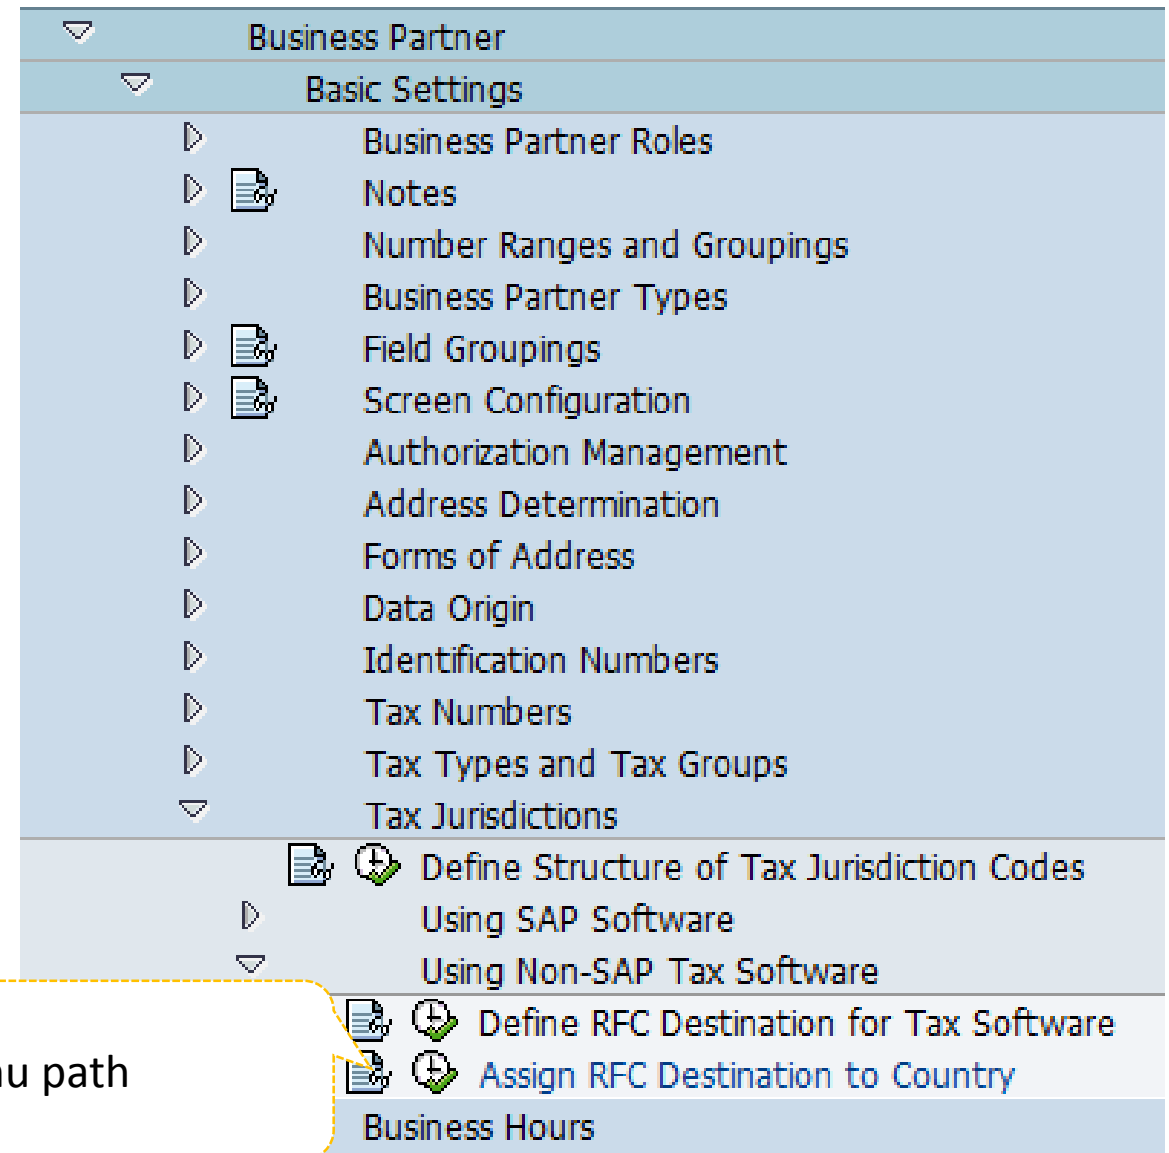 Business Partner
Basic Settings
Business Partner Roles
Notes
Number Ranges and Groupings
Business Partner Types
Field Groupings
Screen Configuration
Authorization Management
Address Determination
Forms of Address
Data Origin
Identification Numbers
Tax Numbers
Tax Types and Tax Groups
Tax Jurisdictions
Define Structure of Tax Jurisdiction Codes
Using SAP Software
Using Non-SAP Tax Software
Define RFC Destination for Tax Software
path
Assign RFC Destination to Country
Business Hours